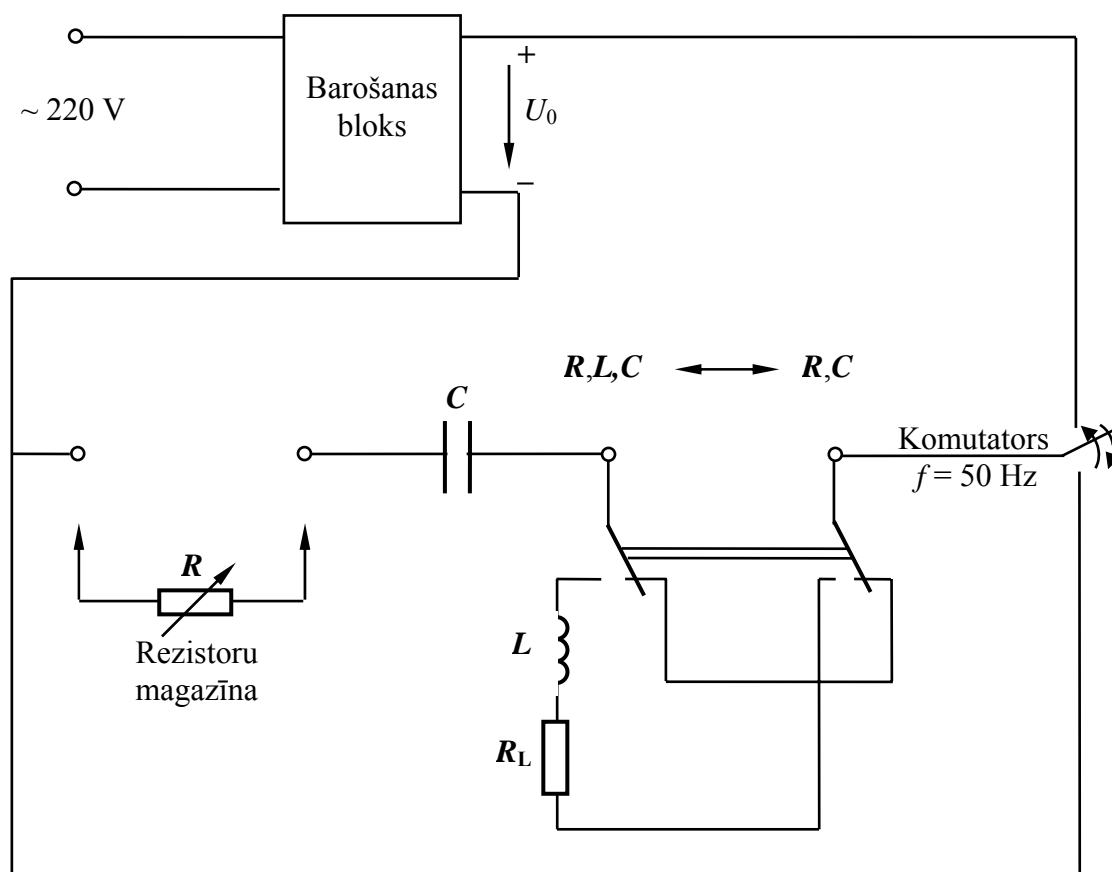 ~ 220 V
Barošanas
bloks
+
U0
−
R,L,C
R,C
C
Komutators
f = 50 Hz
R
Rezistoru
magazīna
L
RL